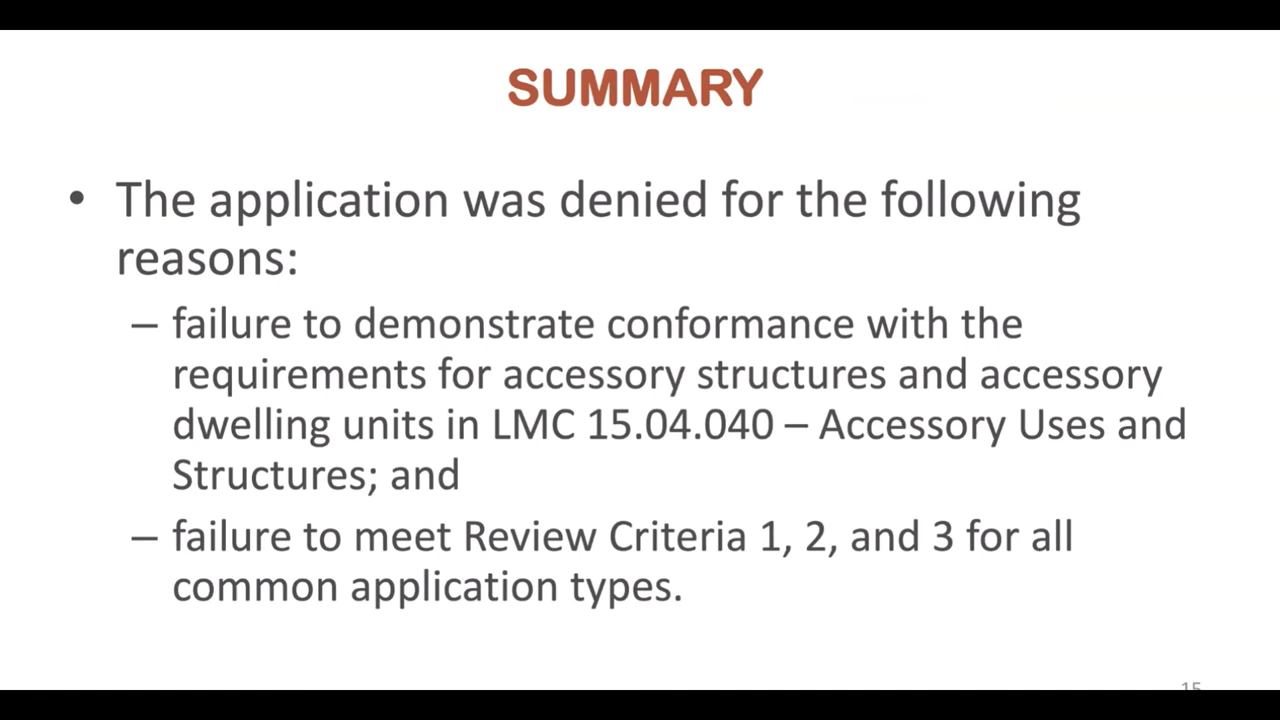 SUMMARY
• The application was denied for the following
reasons:
– failure to demonstrate conformance with the
requirements for accessory structures and accessory
dwelling units in LMC 15.04.040 – Accessory Uses and
Structures; and
– failure to meet Review Criteria 1, 2, and 3 for all
common application types.
15